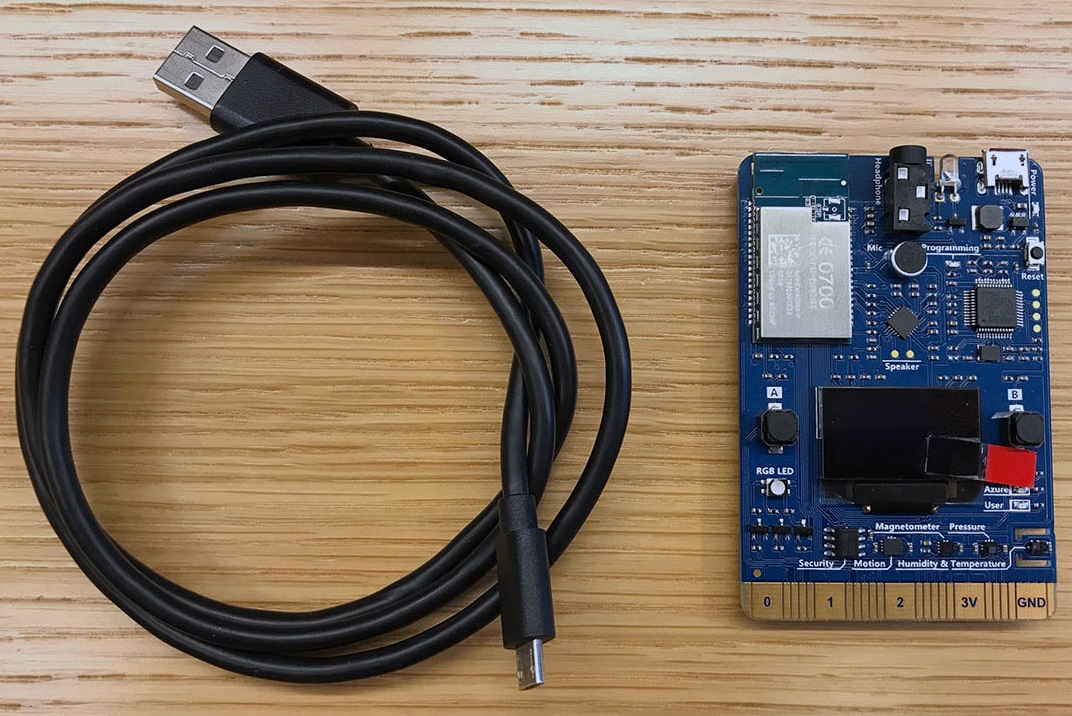 Headphone
Power
Mic
Programming
Reset
CE 0700
Speaker
A
B
RGB LED
Azure
User
Magnetometer
Pressure
Security
Motion
Humidity & Temperature
0
1
2
3V
GND